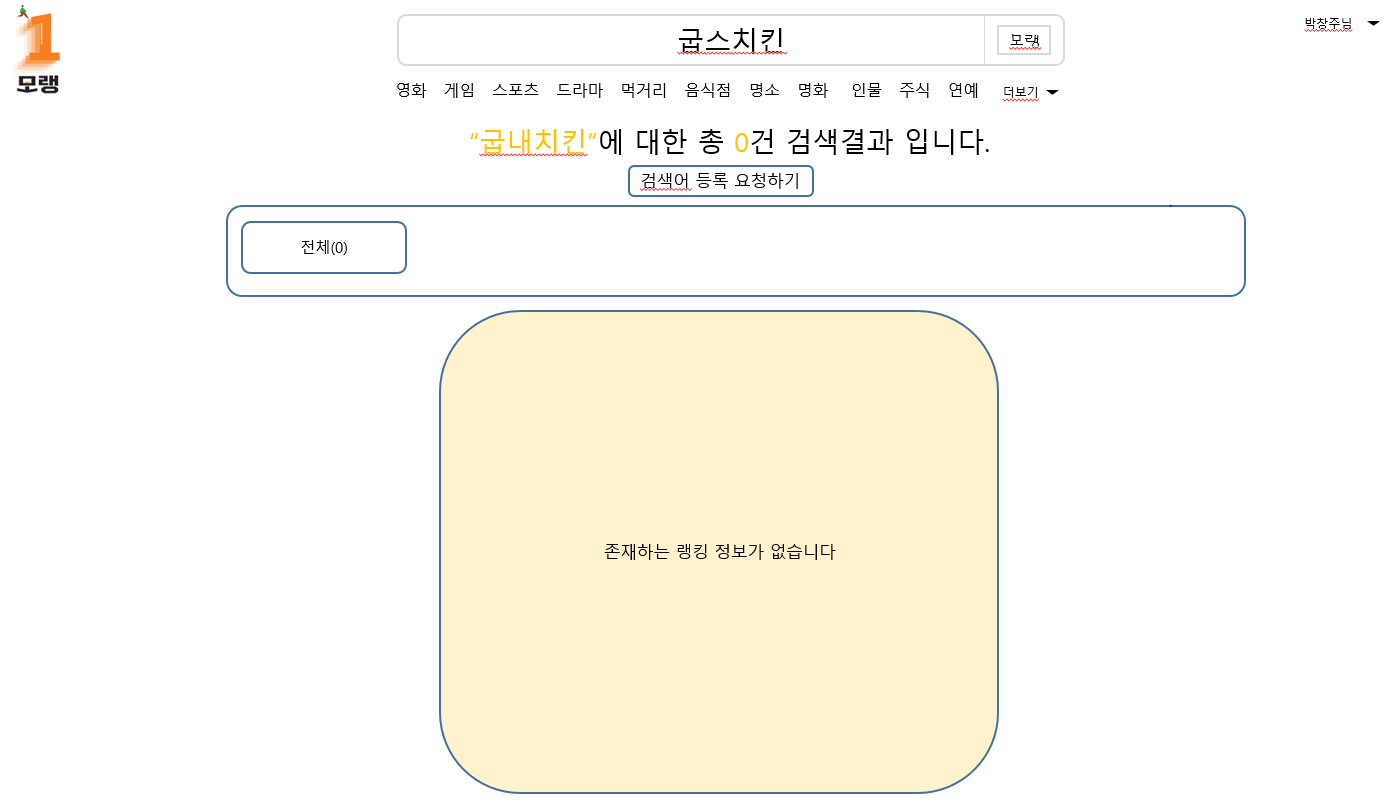 1
모랭
굽스치킨
모랭
박창주님
영화 게임 스포츠 드라마 먹거리 음식점 명소 명화 인물 주식 연예 더보기
“굽내치킨”에 대한 총 0건 검색결과 입니다.
검색어 등록 요청하기
전체(0)
존재하는 랭킹 정보가 없습니다